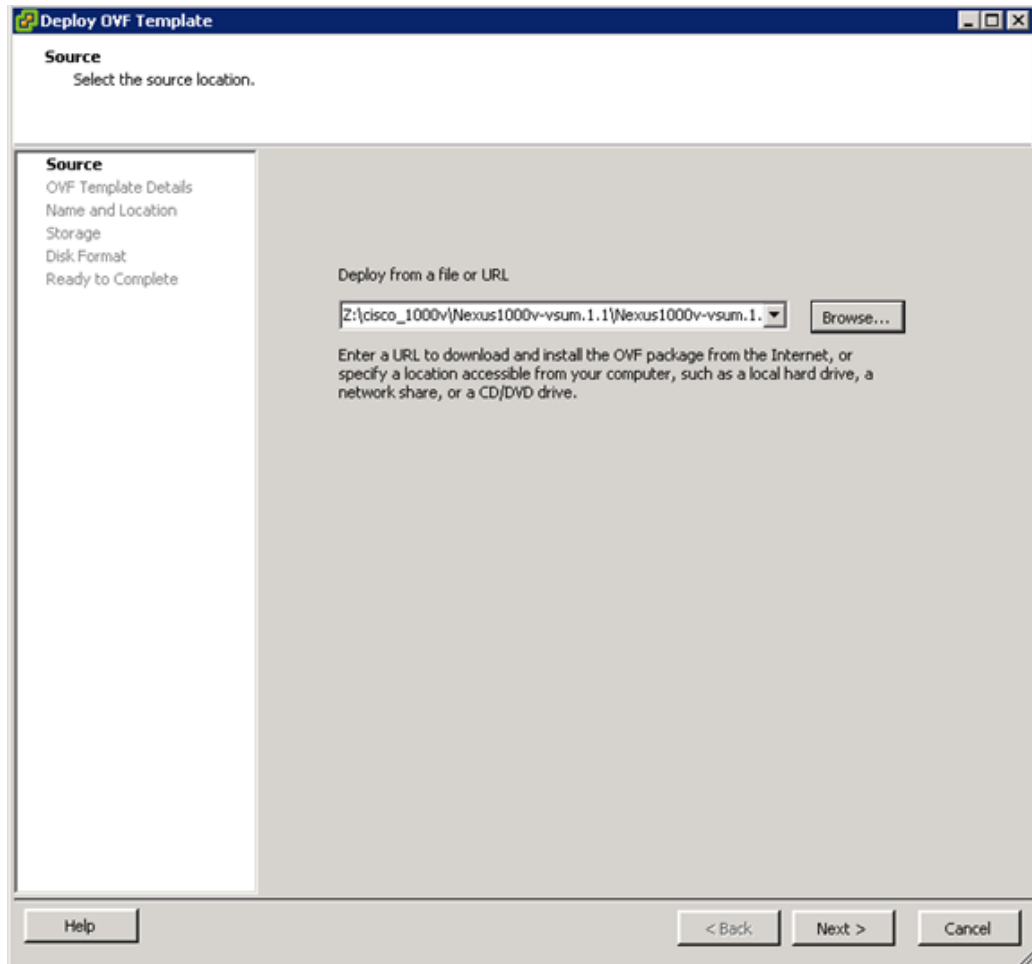 Deploy OVF Template
Source
Select the source location.
Source
OVF Template Details
Name and Location
Storage
Disk Format
Ready to Complete
Deploy from a file or URL
Z:\cisco_1000v\Nexus1000v-vsum.1.1\Nexus1000v-vsum.1.
Browse...
Enter a URL to download and install the OVF package from the Internet, or
specify a location accessible from your computer, such as a local hard drive, a
network share, or a CD/DVD drive.
Help
< Back
Next >
Cancel